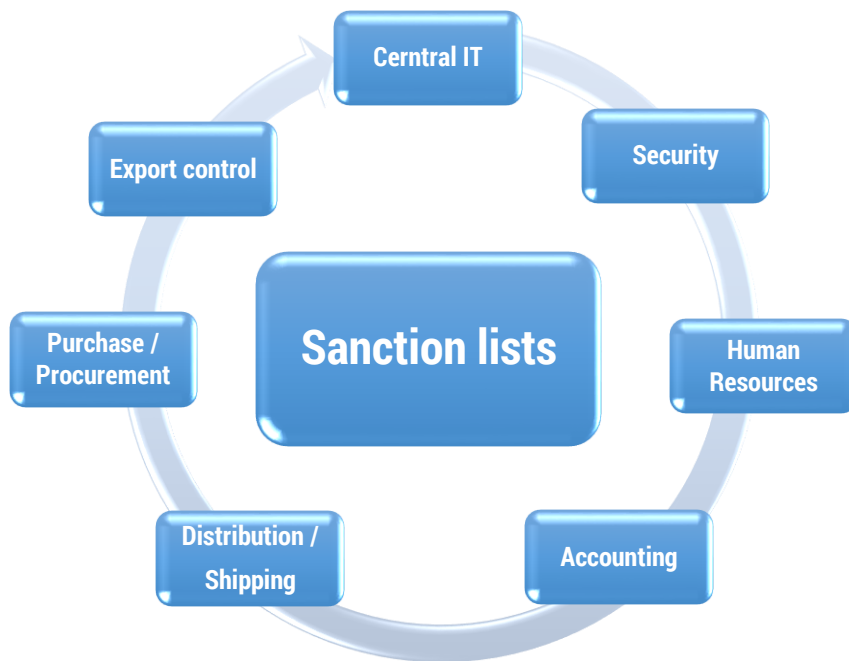 Cerntral IT
Security
Human
Resources
Accounting
Distribution /
Shipping
Purchase /
Procurement
Export control
Sanction lists